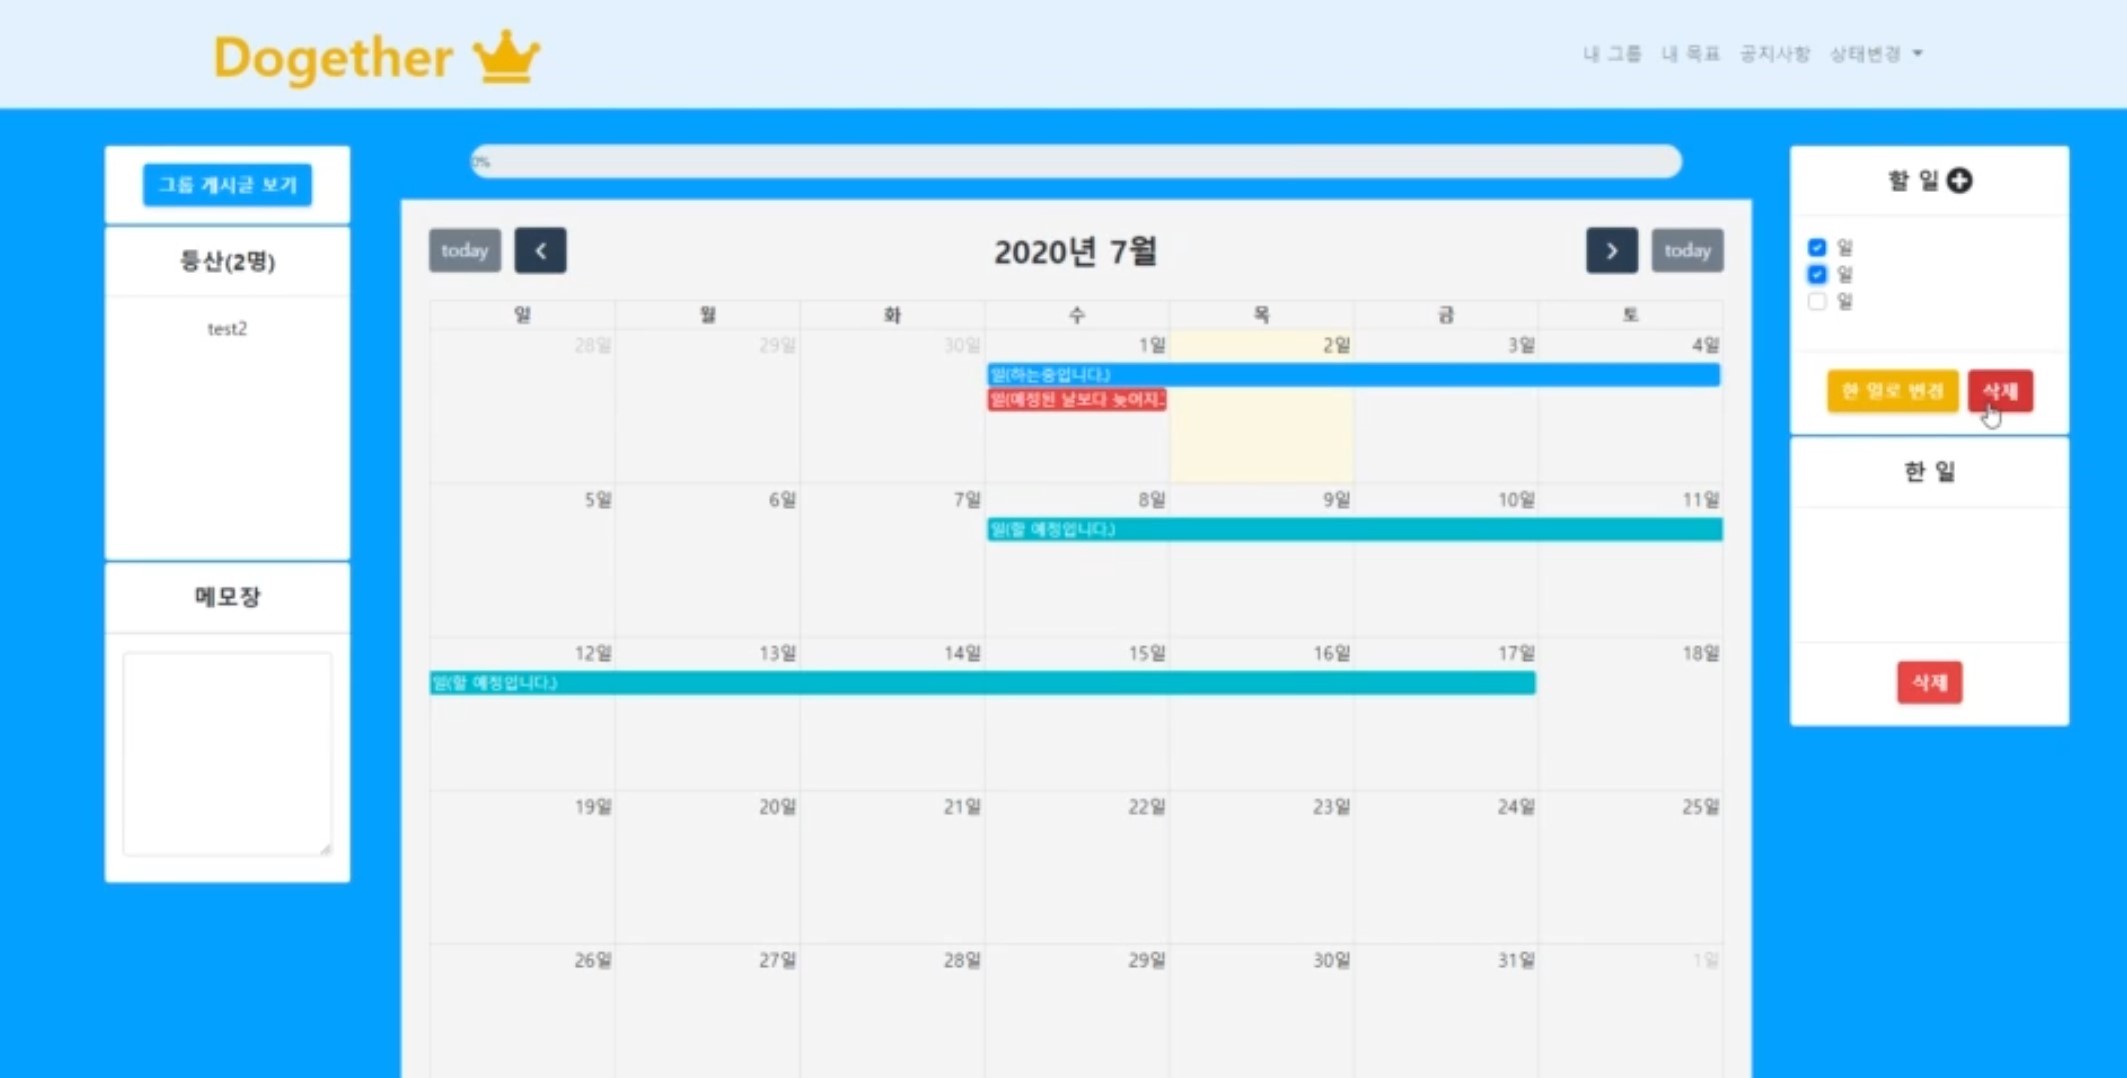 Dogether
내 그룹 내 목표 공지사항 상태변경
그룹 게시글 보기
등산(2명)
test2
메모장
0%
today
2020년 7월
today
일 월 화 수 목 금 토
28일 29일 30일 1일 2일 3일 4일
일(하는중입니다.)
일(예정된 날보다 늦어지..
5일 6일 7일 8일 9일 10일 11일
일(할 예정입니다.)
12일 13일 14일 15일 16일 17일 18일
일(할 예정입니다.)
19일 20일 21일 22일 23일 24일 25일
26일 27일 28일 29일 30일 31일 1일
할 일
일
일
일
한 일로 변경 삭제
한 일
삭제